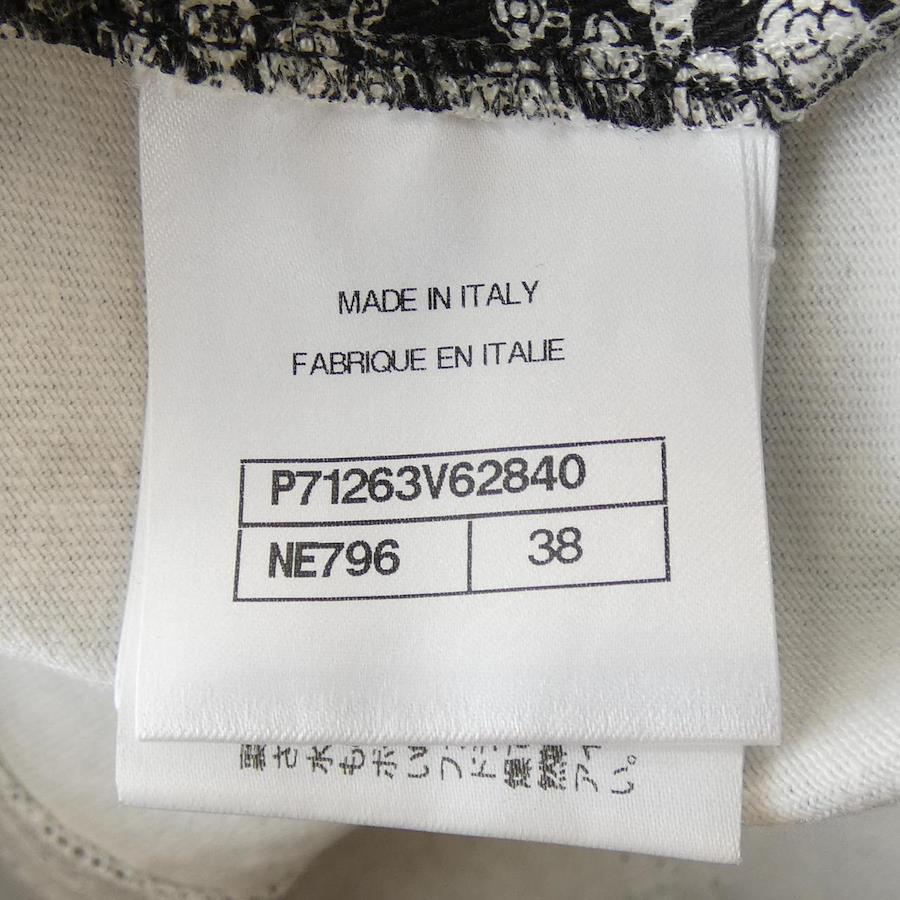 MADE IN ITALY
FABRIQUE EN ITALIE
P71263V62840
NE796 38